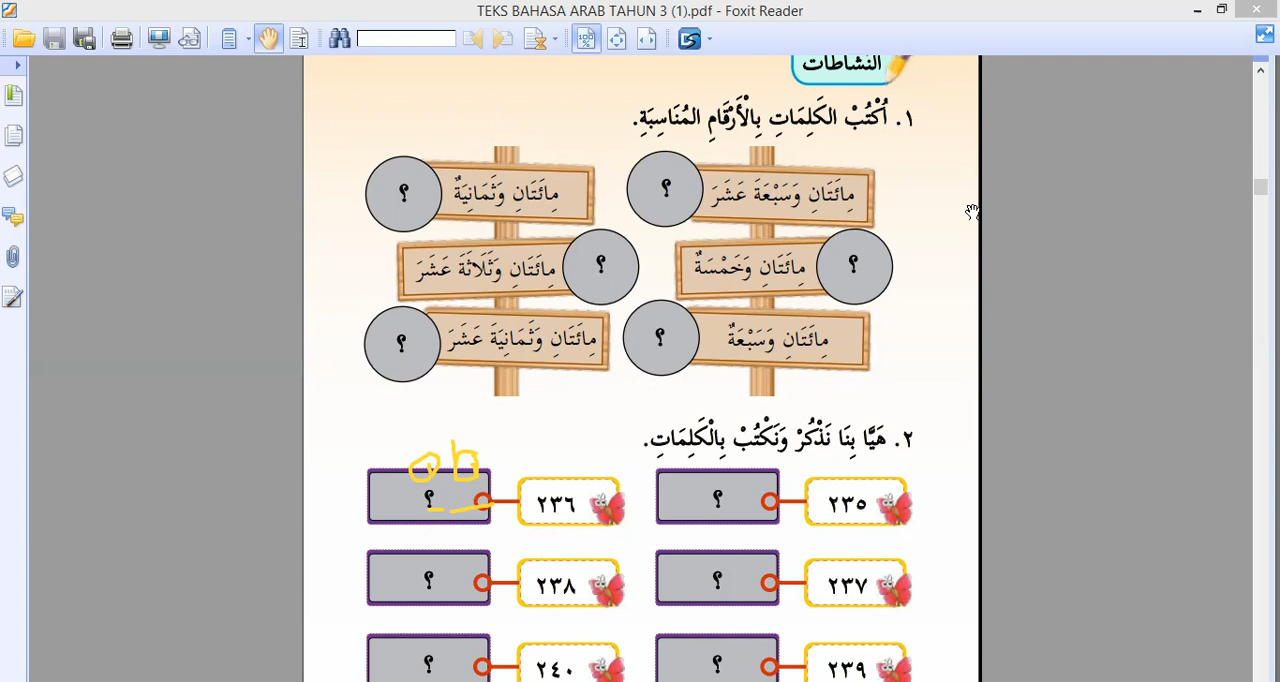 TEKS BAHASA ARAB TAHUN 3 (1).pdf - Foxit Reader
النشاطات
١. اُكْتُبْ الكَلِمَاتِ بِالْأَرْقَامِ المُنَاسِبَةِ.
مِائَتَانِ وَسَبْعَةَ عَشَرَ ؟
مِائَتَانِ وَثَمَانِيَةٌ ؟
؟ مِائَتَانِ وَخَمْسَةٌ
؟ مِائَتَانِ وَثَلَاثَةَ عَشَرَ
مِائَتَانِ وَسَبْعَةٌ ؟
مِائَتَانِ وَثَمَانِيَةَ عَشَرَ ؟
٢. هَيَّا بِنَا نَذْكُرْ وَنَكْتُبْ بِالْكَلِمَاتِ.
٢٣٥ ؟
٢٣٦ ؟
٢٣٧ ؟
٢٣٨ ؟
٢٣٩ ؟
٢٤٠ ؟